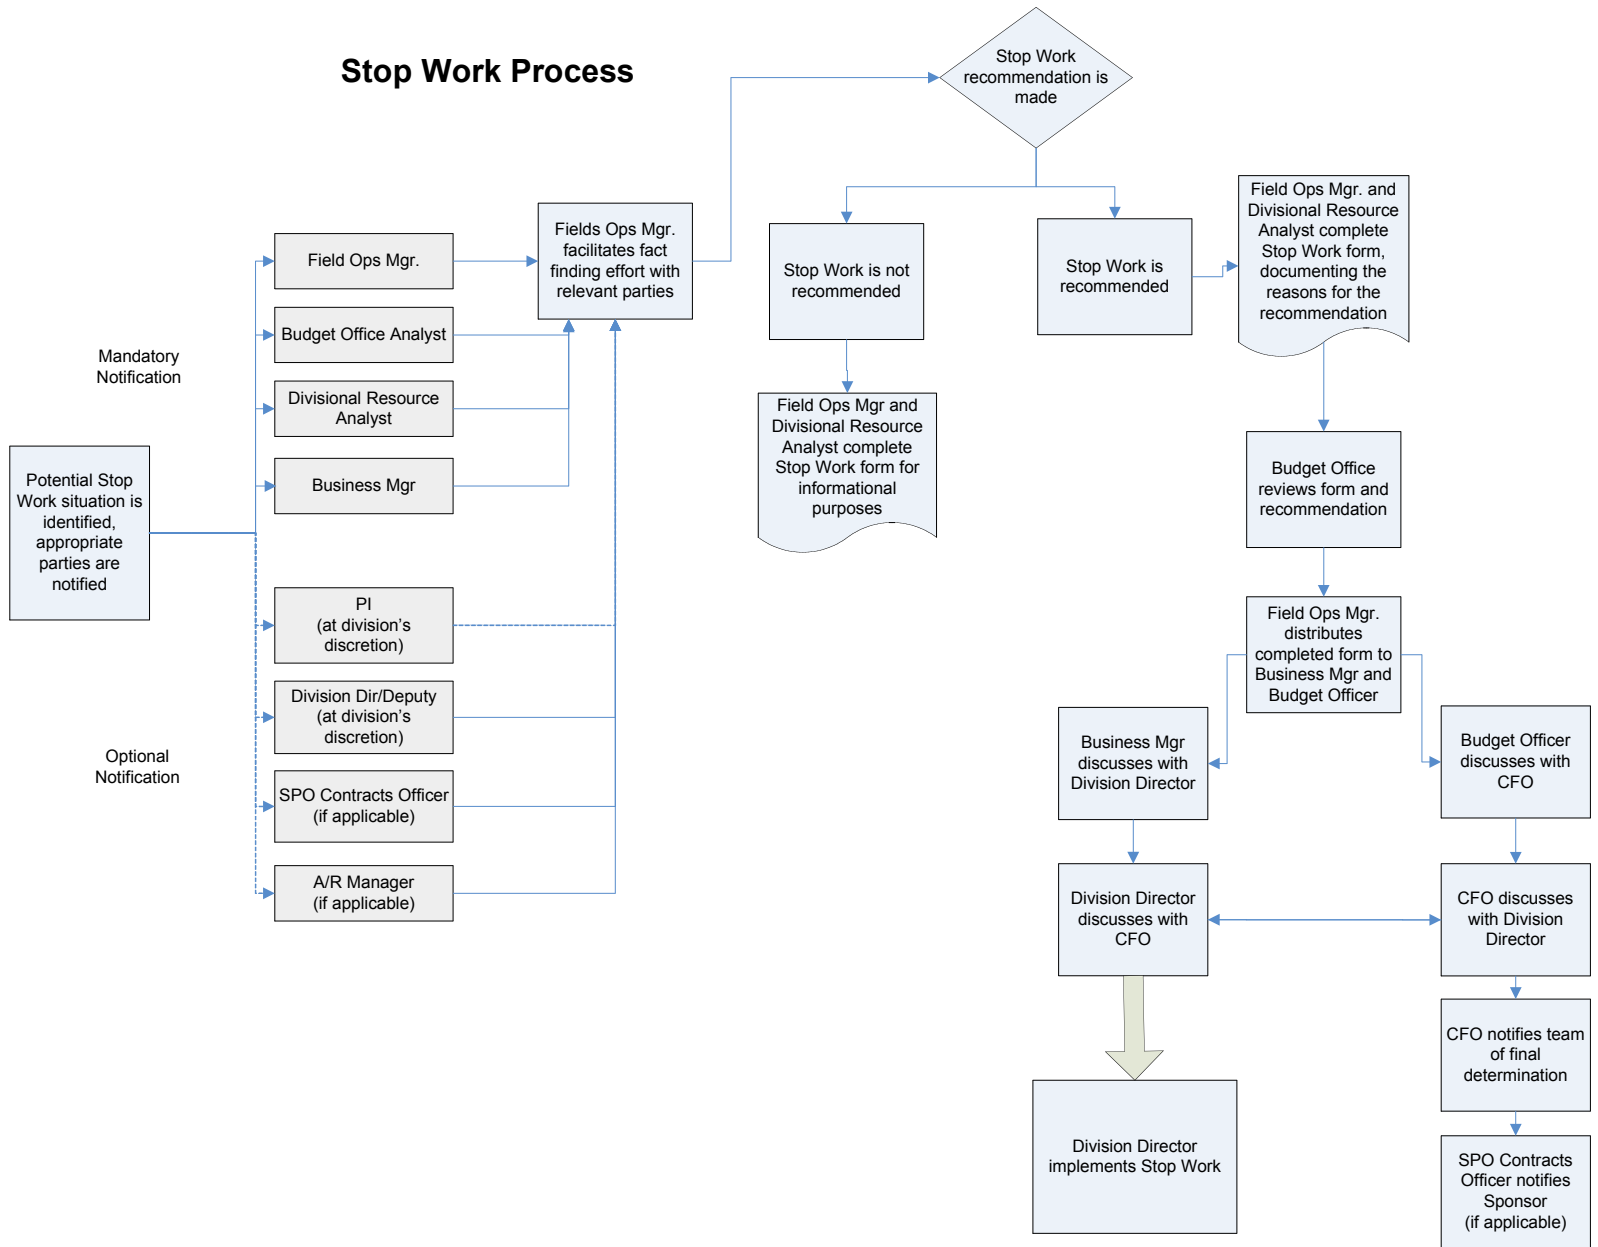 Stop Work Process
Stop Work
recommendation is
made
Field Ops Mgr. and
Divisional Resource
Analyst complete
Stop Work form,
documenting the
reasons for the
recommendation
Fields Ops Mgr.
facilitates fact
finding effort with
relevant parties
Field Ops Mgr.
Stop Work is not
recommended
Stop Work is
recommended
Budget Office Analyst
Mandatory
Notification
Divisional Resource
Analyst
Field Ops Mgr and
Divisional Resource
Analyst complete
Stop Work form for
informational
purposes
Business Mgr
Potential Stop
Work situation is
identified,
appropriate
parties are
notified
Budget Office
reviews form and
recommendation
PI
(at division's
discretion)
Field Ops Mgr.
distributes
completed form to
Business Mgr and
Budget Officer
Division Dir/Deputy
(at division's
discretion)
Optional
Notification
Business Mgr
discusses with
Division Director
Budget Officer
discusses with
CFO
SPO Contracts Officer
(if applicable)
A/R Manager
(if applicable)
Division Director
discusses with
CFO
CFO discusses
with Division
Director
CFO notifies team
of final
determination
Division Director
implements Stop Work
SPO Contracts
Officer notifies
Sponsor
(if applicable)